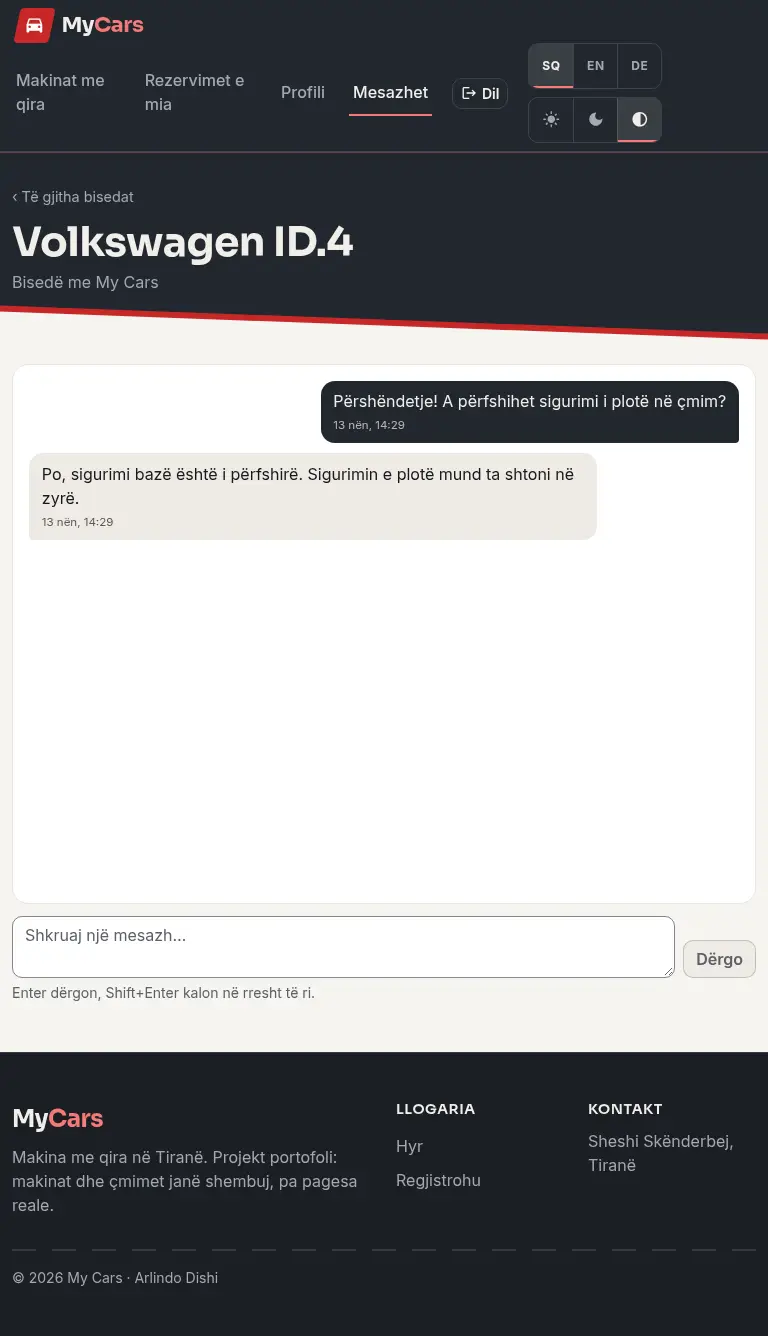 MyCars
Makinat me
qira
Rezervimet e
mia
Profili
Mesazhet
Dil
SQ
EN
DE
‹ Të gjitha bisedat
Volkswagen ID.4
Bisedë me My Cars
Përshëndetje! A përfshihet sigurimi i plotë në çmim?
13 nën, 14:29
Po, sigurimi bazë është i përfshirë. Sigurimin e plotë mund ta shtoni në
zyrë.
13 nën, 14:29
Shkruaj një mesazh...
Dërgo
Enter dërgon, Shift+Enter kalon në rresht të ri.
MyCars
Makina me qira në Tiranë. Projekt portofoli:
makinat dhe çmimet janë shembuj, pa pagesa
reale.
LLOGARIA
Hyr
Regjistrohu
KONTAKT
Sheshi Skënderbej,
Tiranë
© 2026 My Cars · Arlindo Dishi